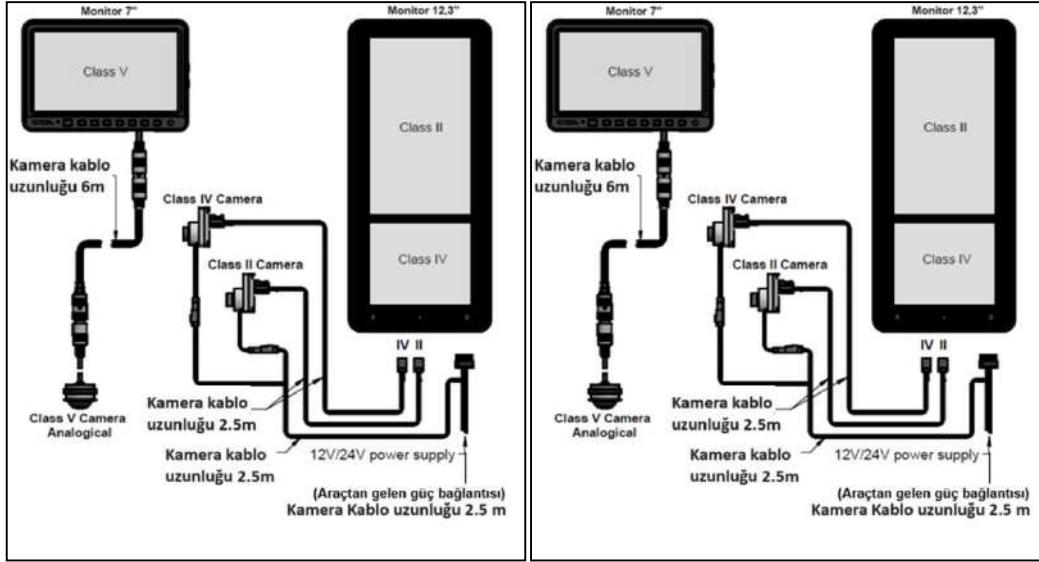 Monitor 7"
Monitor 12,3"
Class V
Class II
Kamera kablo
uzunluğu 6m
Class IV Camera
Class II Camera
Class IV
IV II
Class V Camera
Analogical
Kamera kablo
uzunluğu 2.5m
Kamera kablo
uzunluğu 2.5m
12V/24V power supply
(Araçtan gelen güç bağlantısı)
Kamera Kablo uzunluğu 2.5 m
Monitor 7"
Monitor 12,3"
Class V
Class II
Kamera kablo
uzunluğu 6m
Class IV Camera
Class II Camera
Class IV
IV II
Class V Camera
Analogical
Kamera kablo
uzunluğu 2.5m
Kamera kablo
uzunluğu 2.5m
12V/24V power supply
(Araçtan gelen güç bağlantısı)
Kamera Kablo uzunluğu 2.5 m